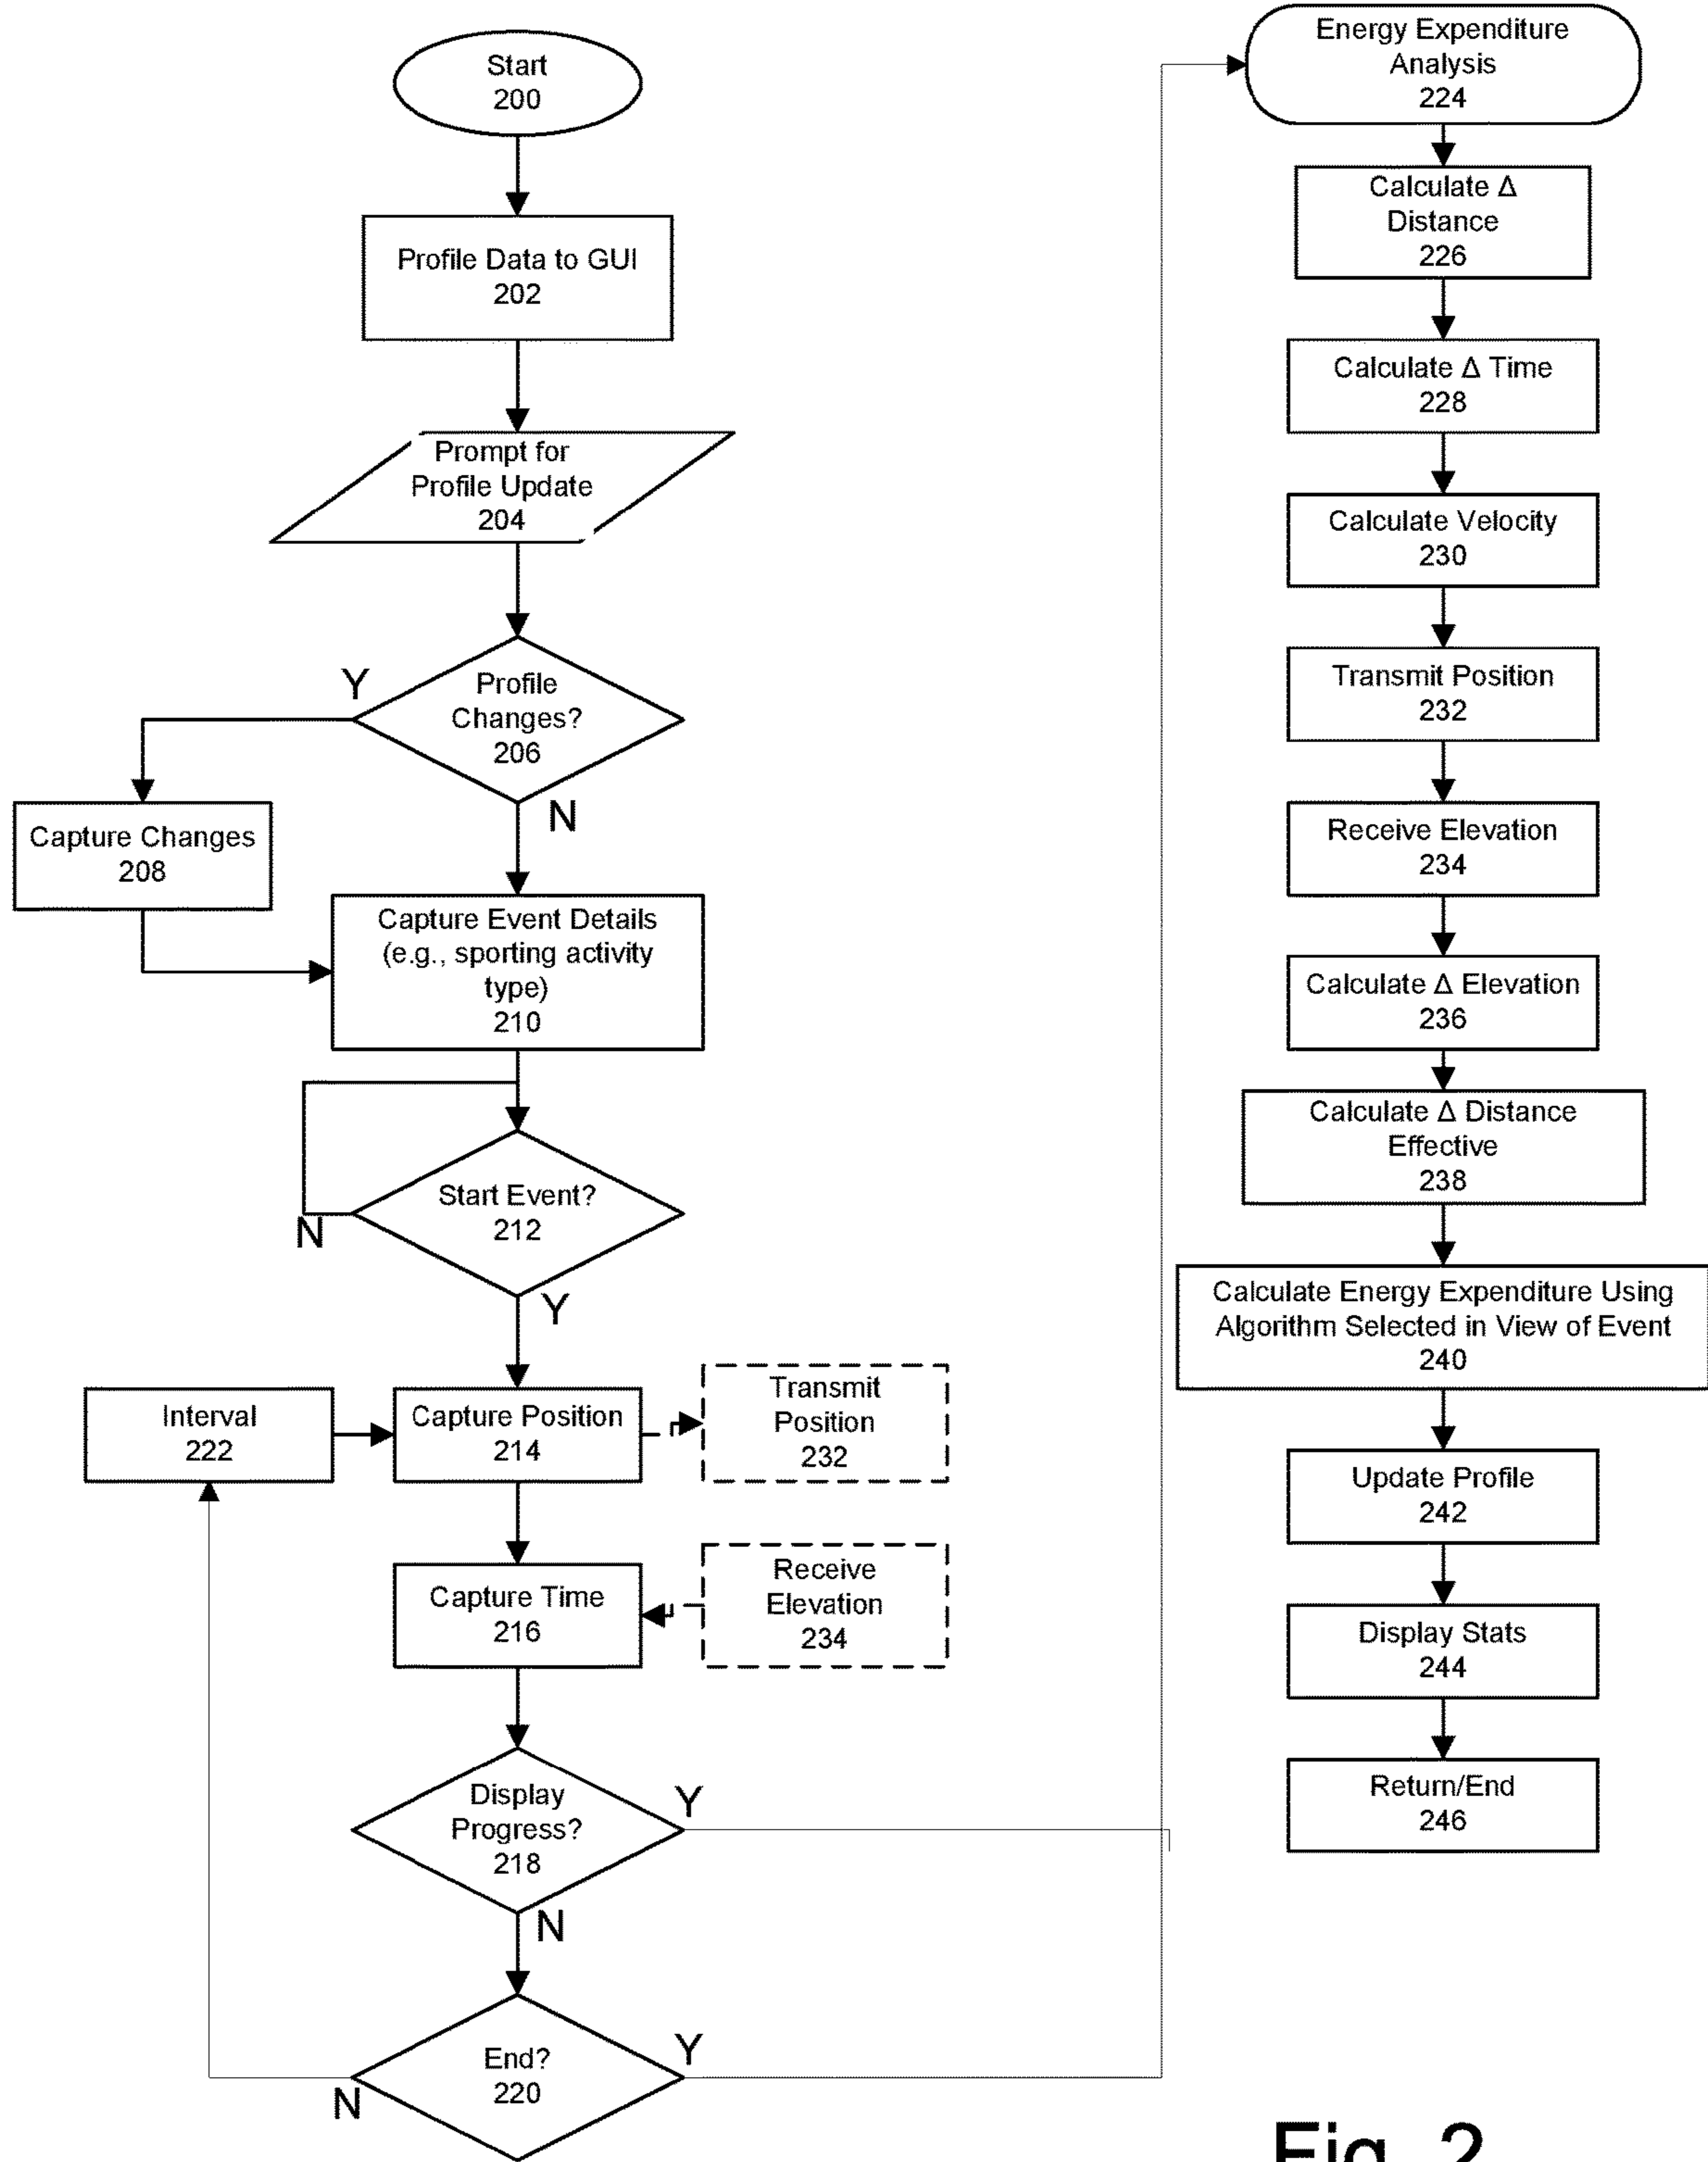 Start
200
Profile Data to GUI
202
Prompt for
Profile Update
204
Y
Profile
Changes?
206
N
Capture Changes
208
Capture Event Details
(e.g., sporting activity
type)
210
Start Event?
212
N
Y
Interval
222
Capture Position
214
Transmit
Position
232
Capture Time
216
Receive
Elevation
234
Display
Progress?
218
Y
N
End?
220
Y
N
Energy Expenditure
Analysis
224
Calculate Δ
Distance
226
Calculate Δ Time
228
Calculate Velocity
230
Transmit Position
232
Receive Elevation
234
Calculate Δ Elevation
236
Calculate Δ Distance
Effective
238
Calculate Energy Expenditure Using
Algorithm Selected in View of Event
240
Update Profile
242
Display Stats
244
Return/End
246
Fig. 2